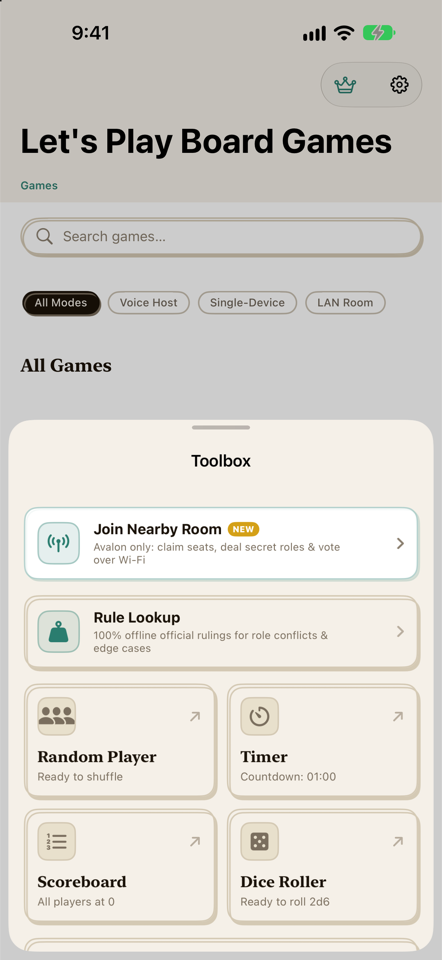 9:41
Let's Play Board Games
Games
Search games...
All Modes
Voice Host
Single-Device
LAN Room
All Games
Toolbox
Join Nearby Room NEW
Avalon only: claim seats, deal secret roles & vote
over Wi-Fi
Rule Lookup
100% offline official rulings for role conflicts &
edge cases
Random Player
Ready to shuffle
Timer
Countdown: 01:00
1
2
3
Scoreboard
All players at 0
Dice Roller
Ready to roll 2d6